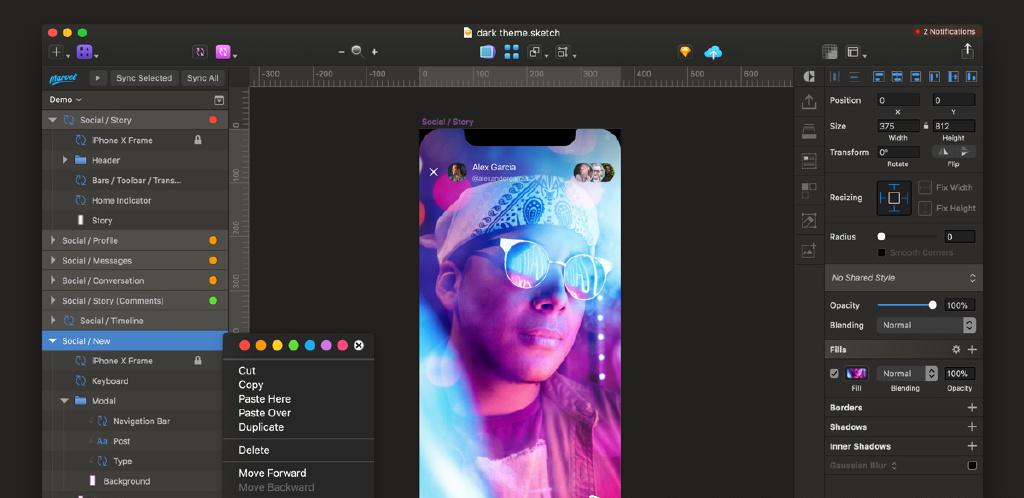 dark theme.sketch
2 Notifications
Marvel
Sync Selected
Sync All
Demo
Social / Story
iPhone X Frame
Header
Bars / Toolbar / Trans...
Home Indicator
Story
Social / Profile
Social / Messages
Social / Conversation
Social / Story (Comments)
Social / Timeline
Social / New
iPhone X Frame
Keyboard
Modal
Navigation Bar
Aa Post
Type
Background
Cut
Copy
Paste Here
Paste Over
Duplicate
Delete
Move Forward
Move Backward
-300 -200 -100 0 100 200 300 400 500 600
0
100
200
300
Social / Story
Alex Garcia
Position 0 0
X Y
Size 375 812
Width Height
Transform 0°
Rotate Flip
Resizing
Fix Width
Fix Height
Radius 0
Smooth Corners
No Shared Style
Opacity 100%
Blending Normal
Fills
Normal 100%
Fill Blending Opacity
Borders
Shadows
Inner Shadows
Gaussian Blur